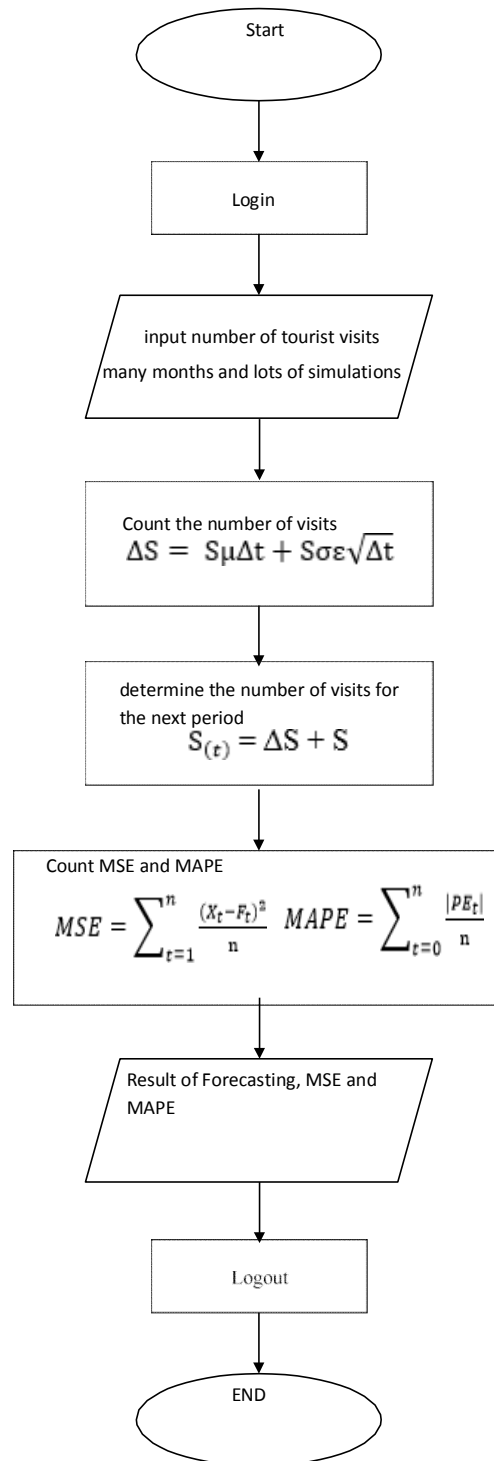 Start
Login
input number of tourist visits
many months and lots of simulations
Count the number of visits
ΔS = SμΔt + Sσε√Δt
determine the number of visits for
the next period
S(t) = ΔS + S
Count MSE and MAPE
MSE = ∑ⁿₜ₌₁ (Xₜ−Fₜ)²/n MAPE = ∑ⁿₜ₌₀ |PEₜ|/n
Result of Forecasting, MSE and
MAPE
Logout
END